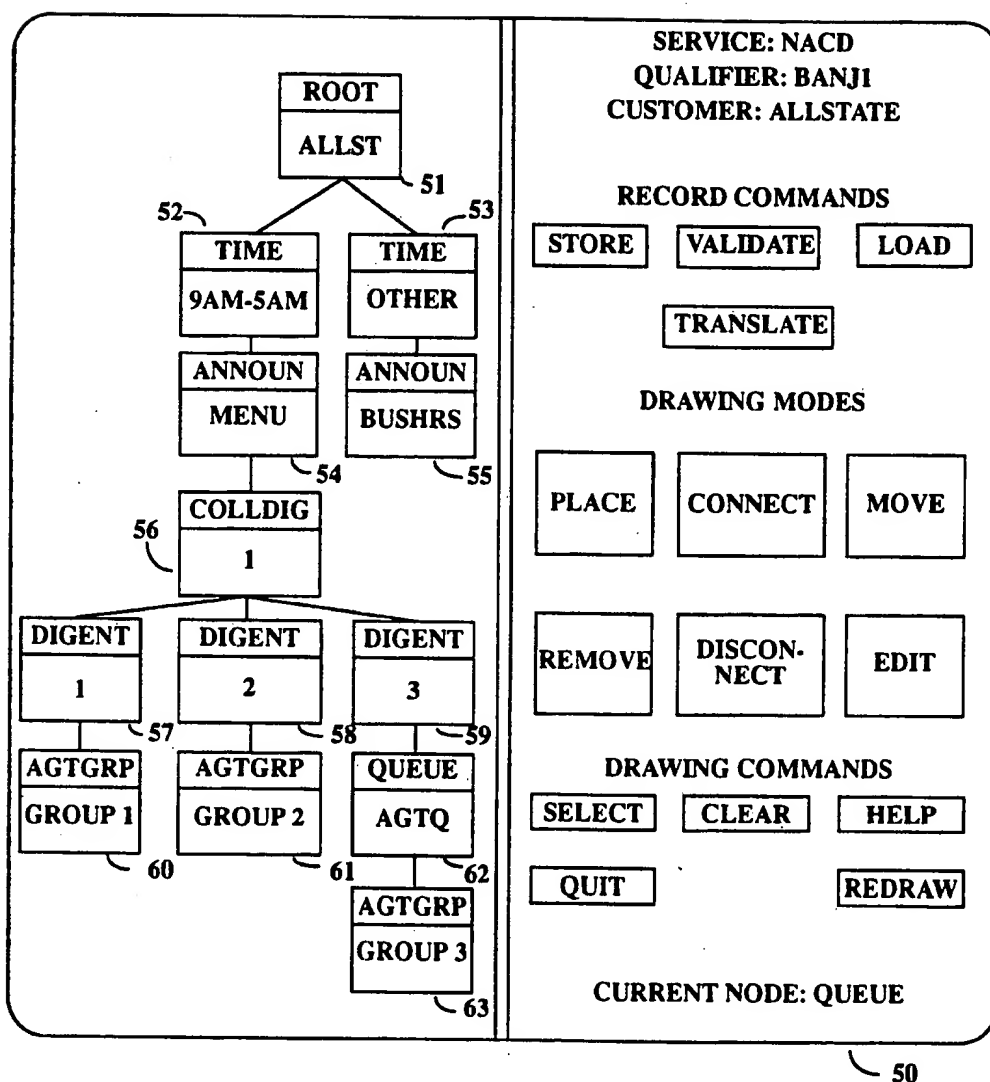 ROOT
ALLST
51
52
53
TIME
9AM-5AM
TIME
OTHER
ANNOUN
MENU
54
ANNOUN
BUSHRS
55
56
COLLDIG
1
DIGENT
1
57
DIGENT
2
58
DIGENT
3
59
AGTGRP
GROUP 1
60
AGTGRP
GROUP 2
61
QUEUE
AGTQ
62
AGTGRP
GROUP 3
63
SERVICE: NACD
QUALIFIER: BANJ1
CUSTOMER: ALLSTATE
RECORD COMMANDS
STORE
VALIDATE
LOAD
TRANSLATE
DRAWING MODES
PLACE
CONNECT
MOVE
REMOVE
DISCON-
NECT
EDIT
DRAWING COMMANDS
SELECT
CLEAR
HELP
QUIT
REDRAW
CURRENT NODE: QUEUE
50